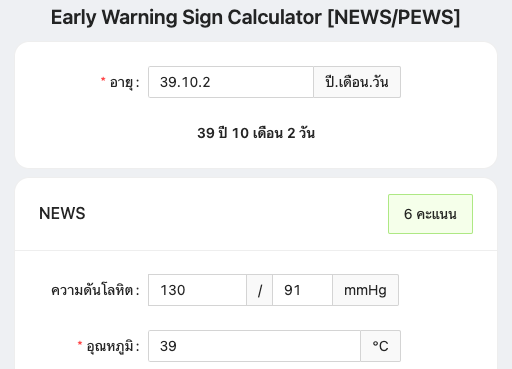 Early Warning Sign Calculator [NEWS/PEWS]
* อายุ : 39.10.2 ปี.เดือน.วัน
39 ปี 10 เดือน 2 วัน
NEWS 6 คะแนน
ความดันโลหิต : 130 / 91 mmHg
* อุณหภูมิ : 39 °C